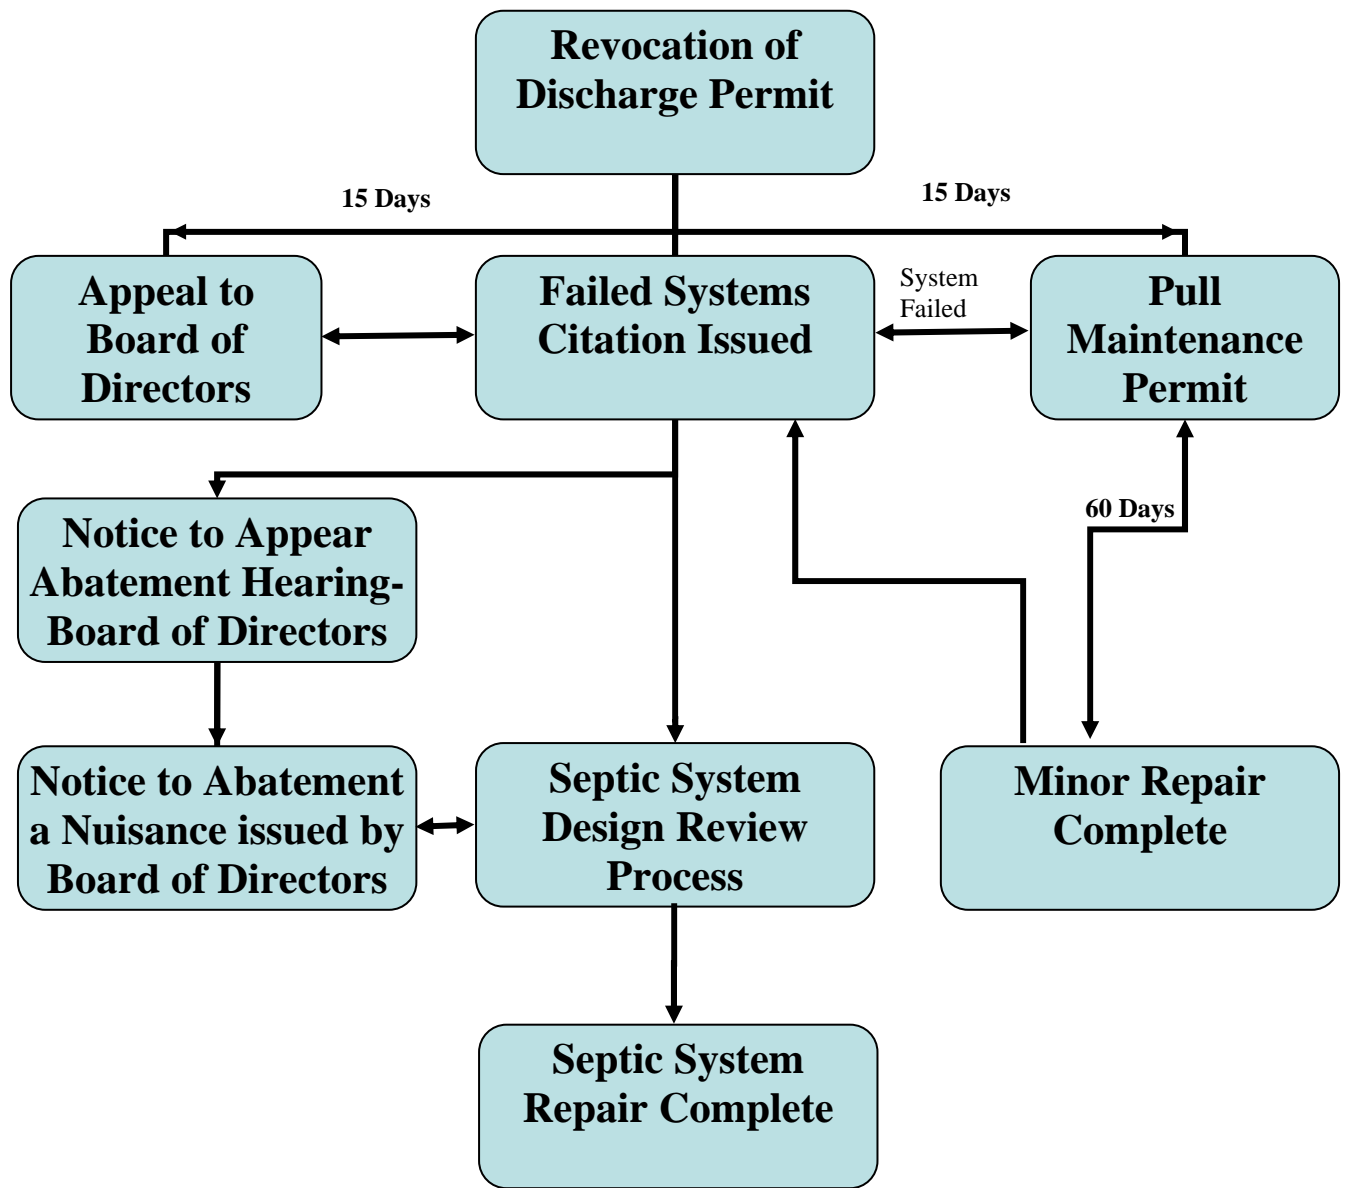 Revocation of
Discharge Permit
15 Days
15 Days
Appeal to
Board of
Directors
Failed Systems
Citation Issued
System
Failed
Pull
Maintenance
Permit
60 Days
Notice to Appear
Abatement Hearing-
Board of Directors
Notice to Abatement
a Nuisance issued by
Board of Directors
Septic System
Design Review
Process
Minor Repair
Complete
Septic System
Repair Complete